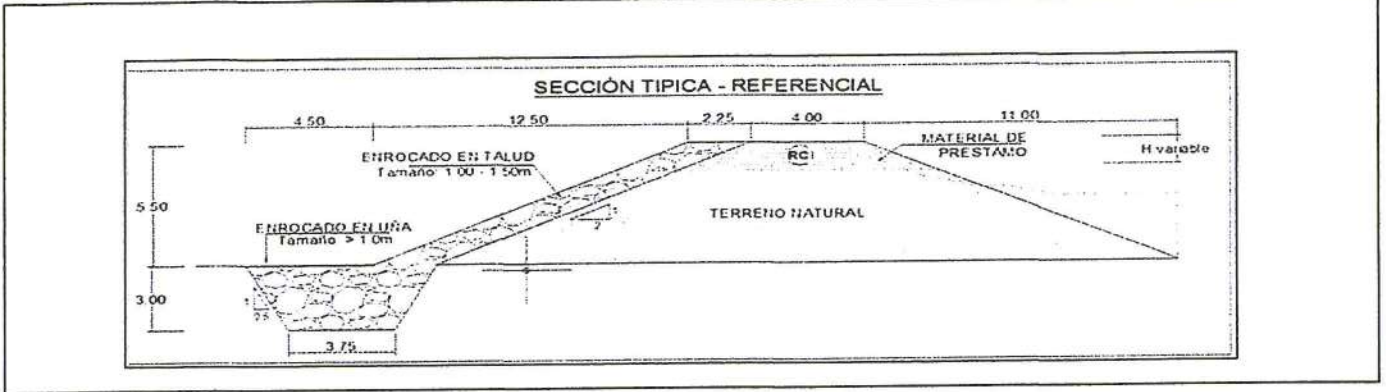 SECCIÓN TIPICA - REFERENCIAL
4.50 12.50 2.25 4.00 11.00
ENROCADO EN TALUD
Tamaño: 1.00 - 1.50m
RCI
MATERIAL DE
PRESTAMO
H variable
5.50
TERRENO NATURAL
2
ENROCADO EN UÑA
Tamaño > 1.0m
3.00
1
3.75